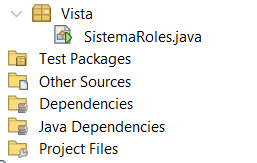 Vista
SistemaRoles.java
Test Packages
Other Sources
Dependencies
Java Dependencies
Project Files